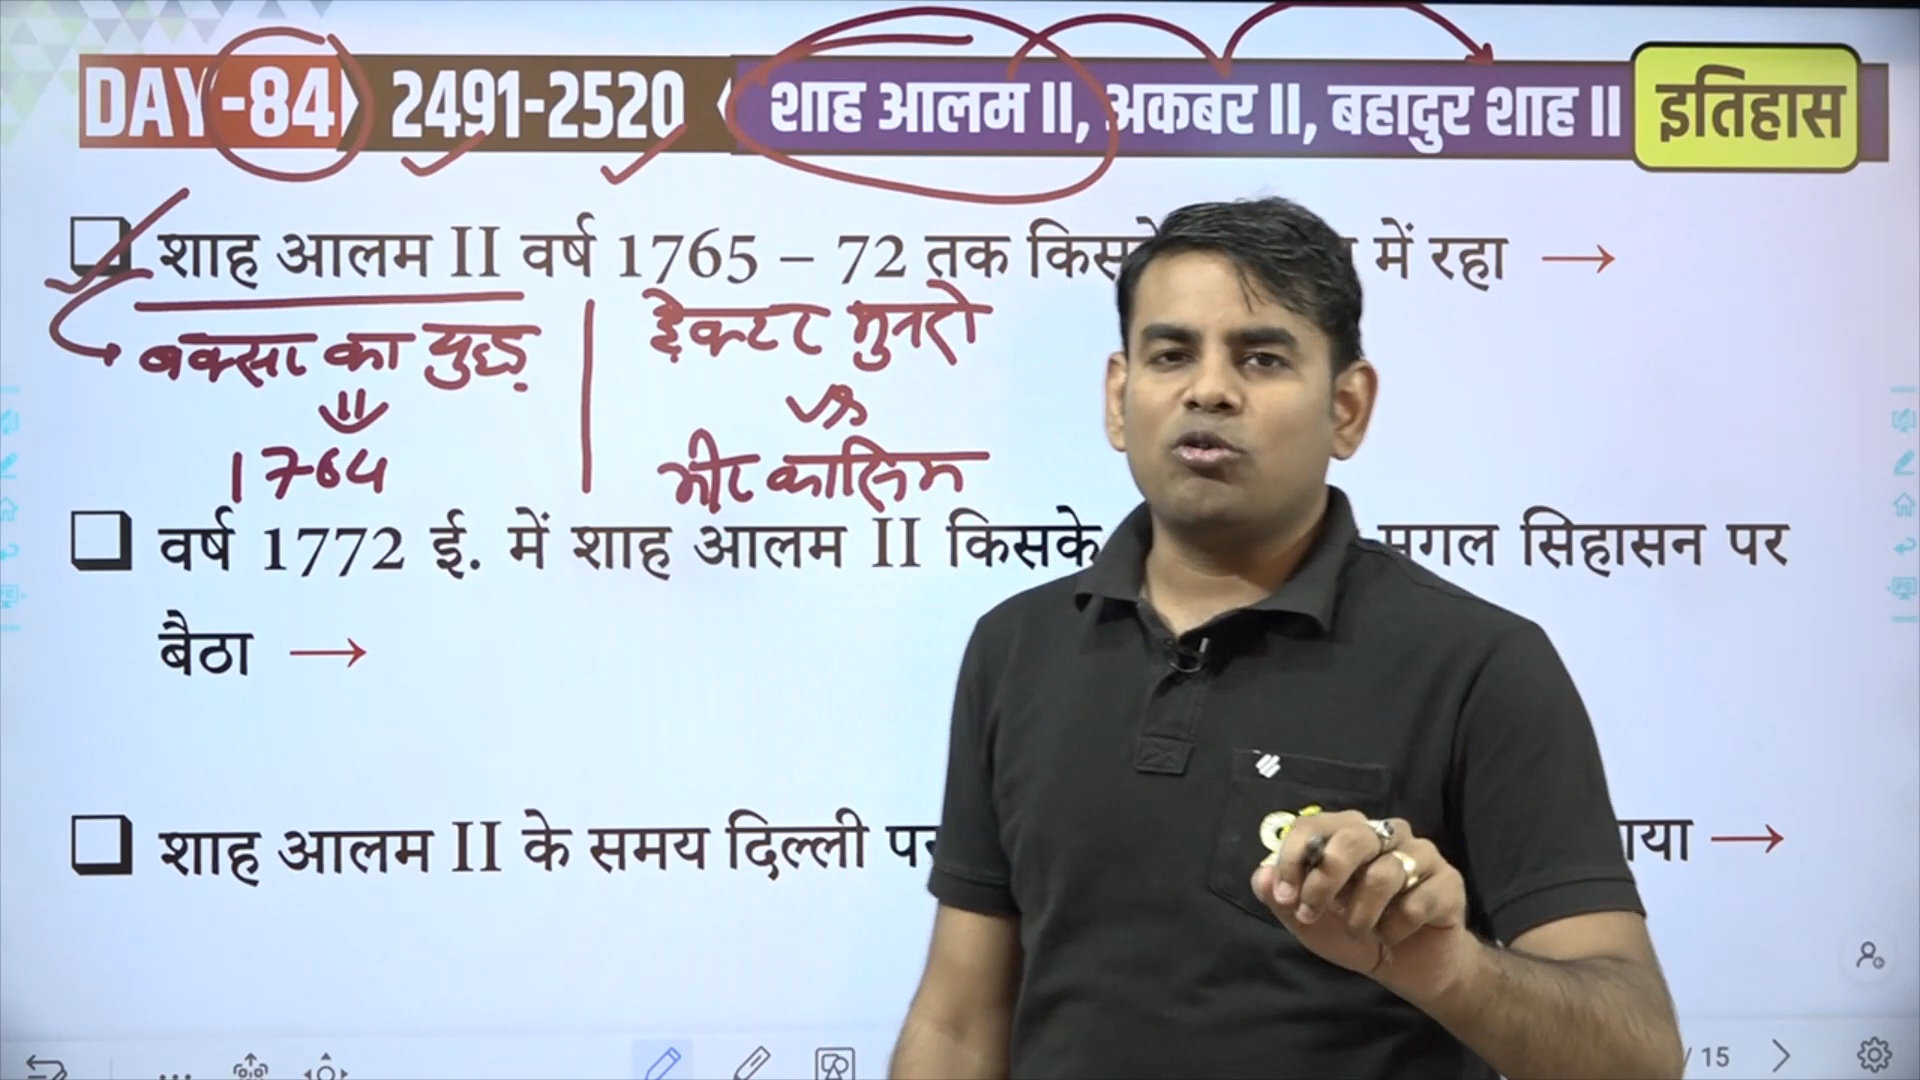 DAY-84 2491-2520 शाह आलम II, अकबर II, बहादुर शाह II इतिहास
शाह आलम II वर्ष 1765 – 72 तक में रहा →
बक्सर का युद्ध हेक्टर मुनरो
1764 मीर कासिम
वर्ष 1772 ई. में शाह आलम II किसके मुगल सिंहासन पर
बैठा →
शाह आलम II के समय दिल्ली →
/ 15